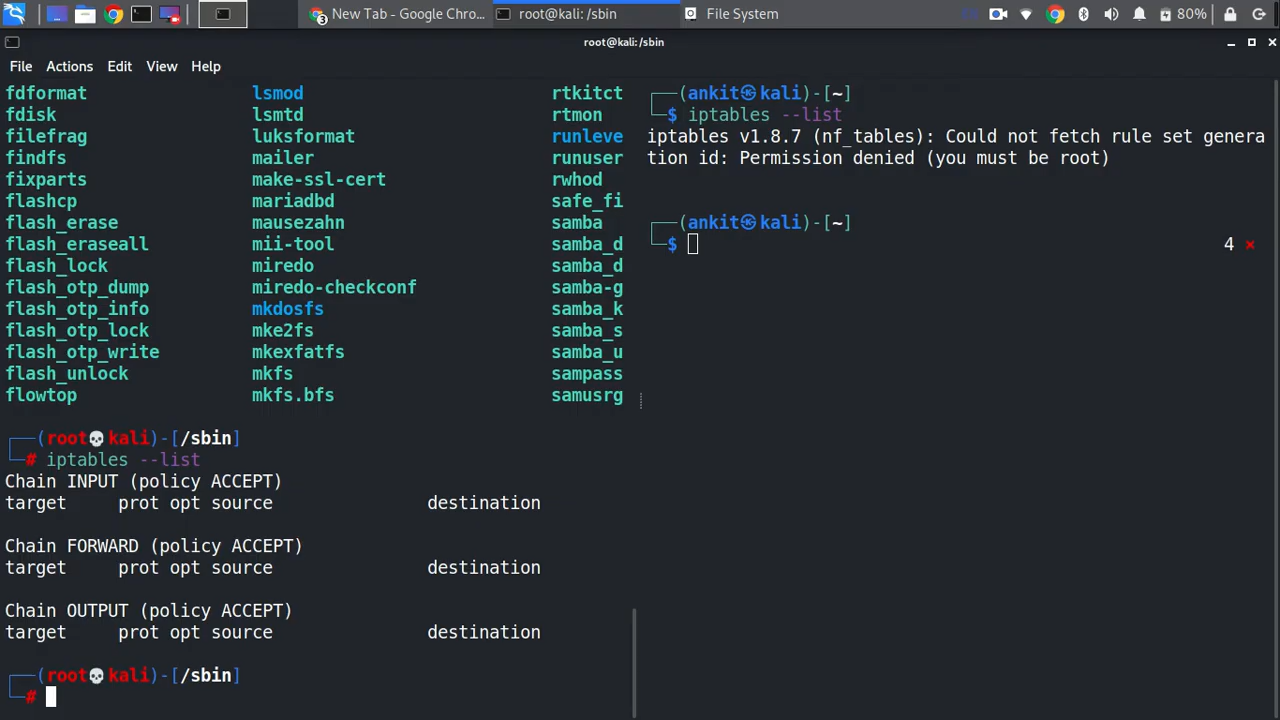 3 New Tab - Google Chro...
root@kali: /sbin
File System
80%
root@kali: /sbin
File Actions Edit View Help
fdformat lsmod rtkitct
fdisk lsmtd rtmon
filefrag luksformat runleve
findfs mailer runuser
fixparts make-ssl-cert rwhod
flashcp mariadbd safe_fi
flash_erase mausezahn samba
flash_eraseall mii-tool samba_d
flash_lock miredo samba_d
flash_otp_dump miredo-checkconf samba-g
flash_otp_info mkdosfs samba_k
flash_otp_lock mke2fs samba_s
flash_otp_write mkexfatfs samba_u
flash_unlock mkfs sampass
flowtop mkfs.bfs samusrg
┌──(root💀kali)-[/sbin]
└─# iptables --list
Chain INPUT (policy ACCEPT)
target prot opt source destination
Chain FORWARD (policy ACCEPT)
target prot opt source destination
Chain OUTPUT (policy ACCEPT)
target prot opt source destination
┌──(root💀kali)-[/sbin]
└─#
┌──(ankit㉿kali)-[~]
└─$ iptables --list
iptables v1.8.7 (nf_tables): Could not fetch rule set genera
tion id: Permission denied (you must be root)
┌──(ankit㉿kali)-[~]
└─$ 4 ⨯